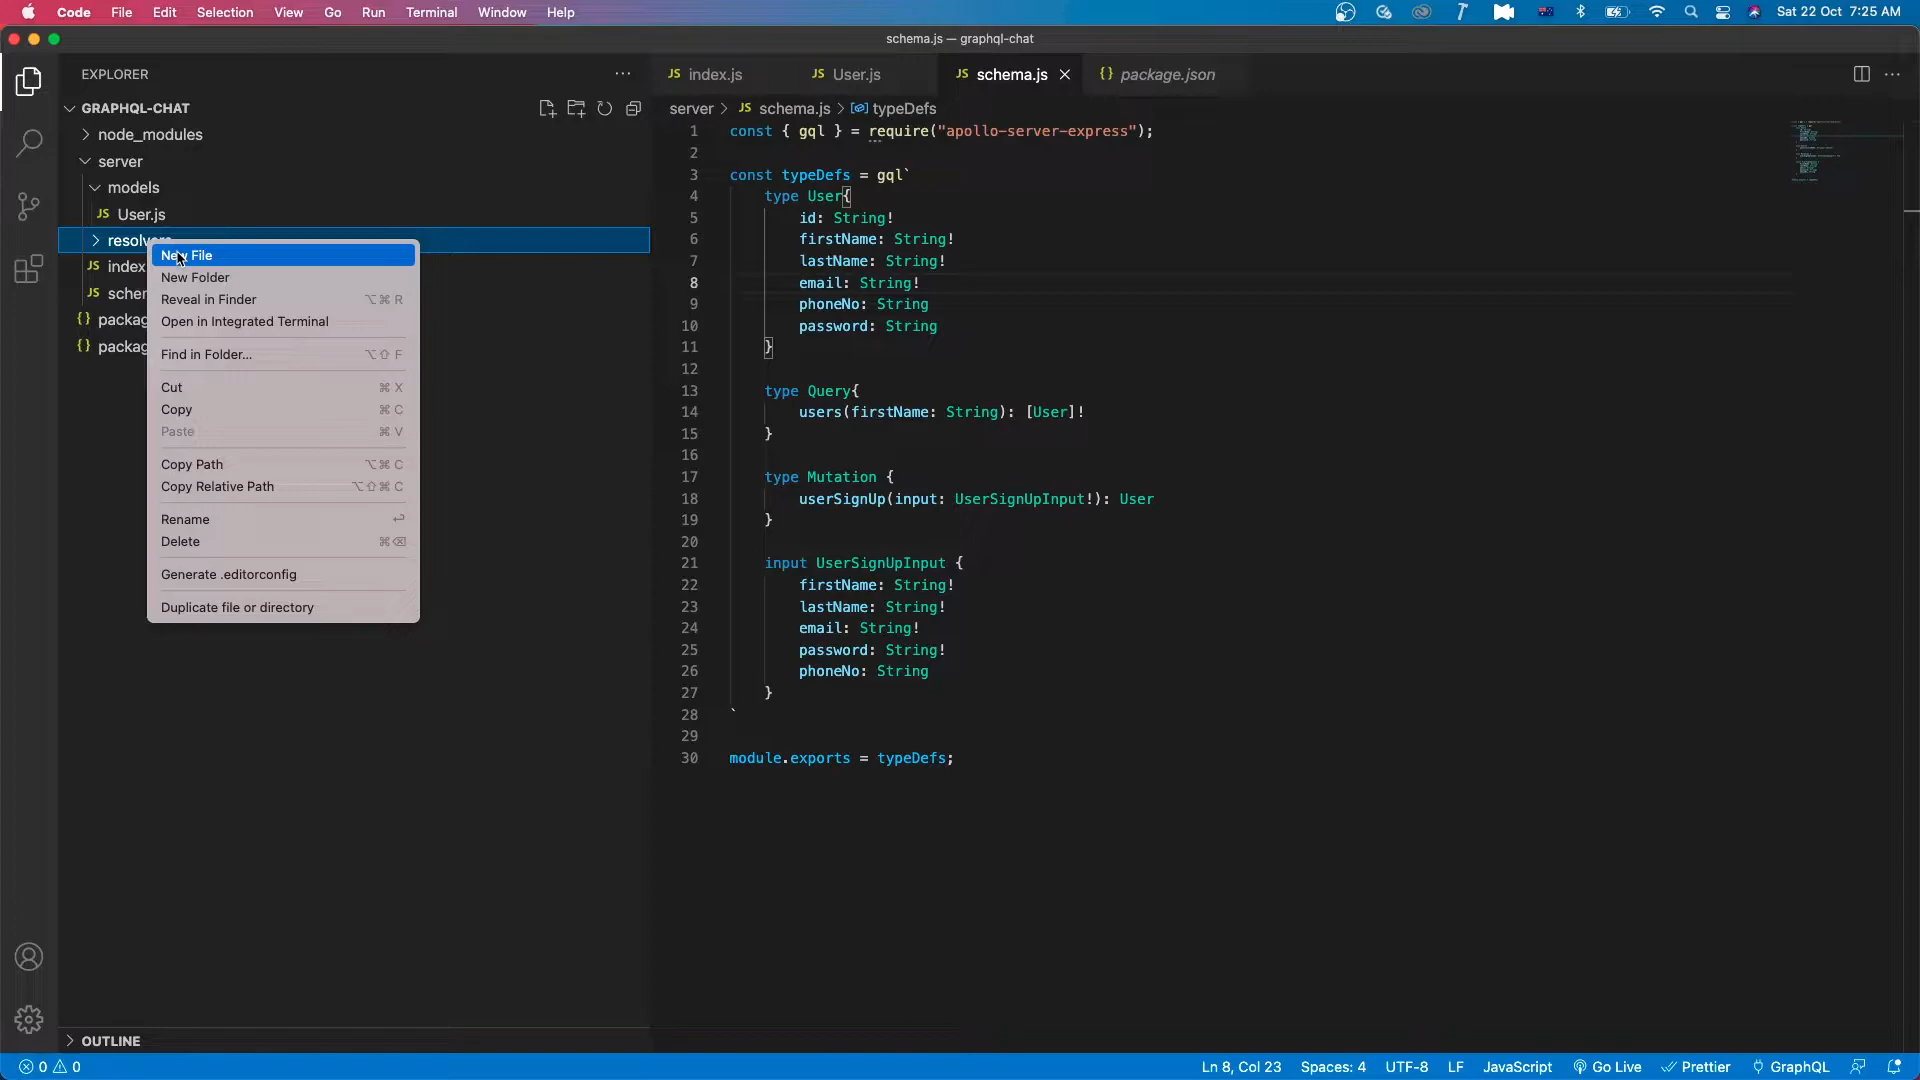 Code File Edit Selection View Go Run Terminal Window Help Sat 22 Oct 7:25 AM
schema.js — graphql-chat
EXPLORER
GRAPHQL-CHAT
node_modules
server
models
JS User.js
JS index
{} packag
{} packag
New File
New Folder
Reveal in Finder ⌥⌘ R
Open in Integrated Terminal
Find in Folder... ⌥⇧ F
Cut ⌘ X
Copy ⌘ C
Paste ⌘ V
Copy Path ⌥⌘ C
Copy Relative Path ⌥⇧⌘ C
Rename
Delete
Generate .editorconfig
Duplicate file or directory
OUTLINE
JS index.js JS User.js JS schema.js {} package.json
server > JS schema.js > typeDefs
1 const { gql } = require("apollo-server-express");
2
3 const typeDefs = gql`
4 type User{
5 id: String!
6 firstName: String!
7 lastName: String!
8 email: String!
9 phoneNo: String
10 password: String
11 }
12
13 type Query{
14 users(firstName: String): [User]!
15 }
16
17 type Mutation {
18 userSignUp(input: UserSignUpInput!): User
19 }
20
21 input UserSignUpInput {
22 firstName: String!
23 lastName: String!
24 email: String!
25 password: String!
26 phoneNo: String
27 }
28 `
29
30 module.exports = typeDefs;
0 0 Ln 8, Col 23 Spaces: 4 UTF-8 LF JavaScript Go Live Prettier GraphQL